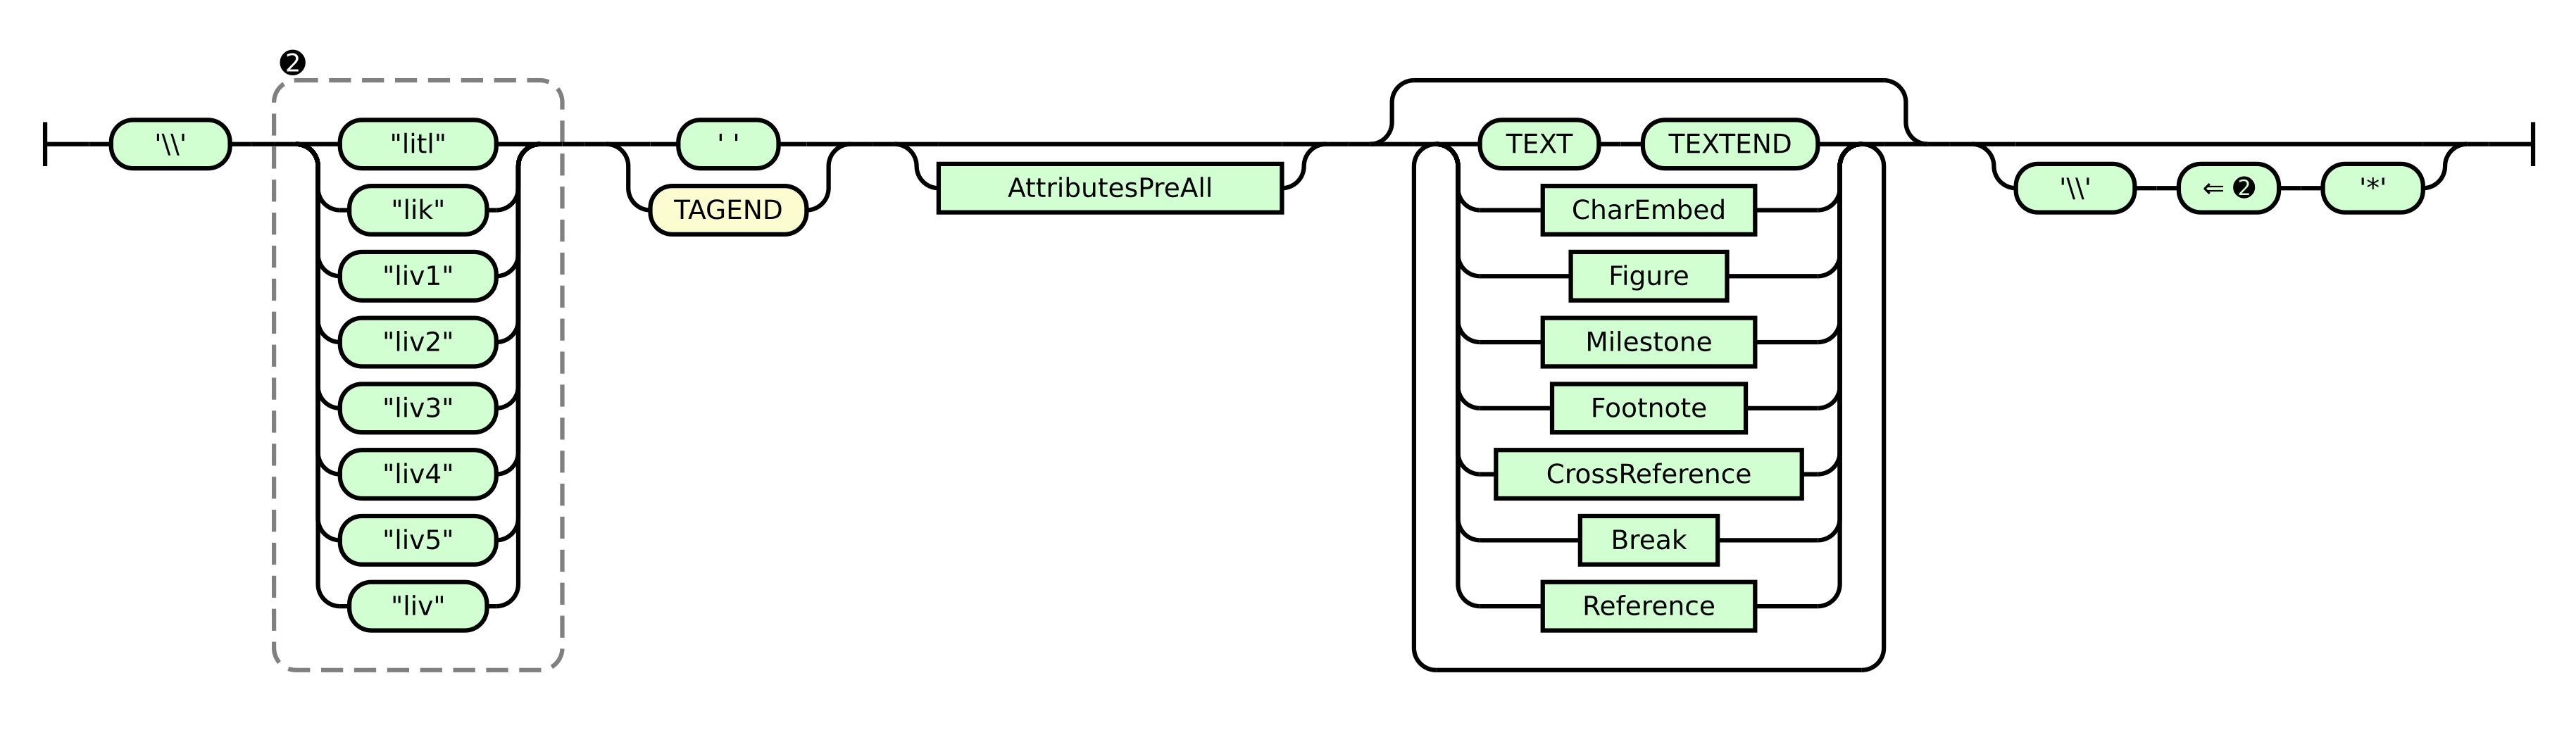 ❷
'\\' "litl" ' ' TEXT TEXTEND
"lik" TAGEND AttributesPreAll CharEmbed '\\' ⇐ ❷ '*'
"liv1" Figure
"liv2" Milestone
"liv3" Footnote
"liv4" CrossReference
"liv5" Break
"liv" Reference